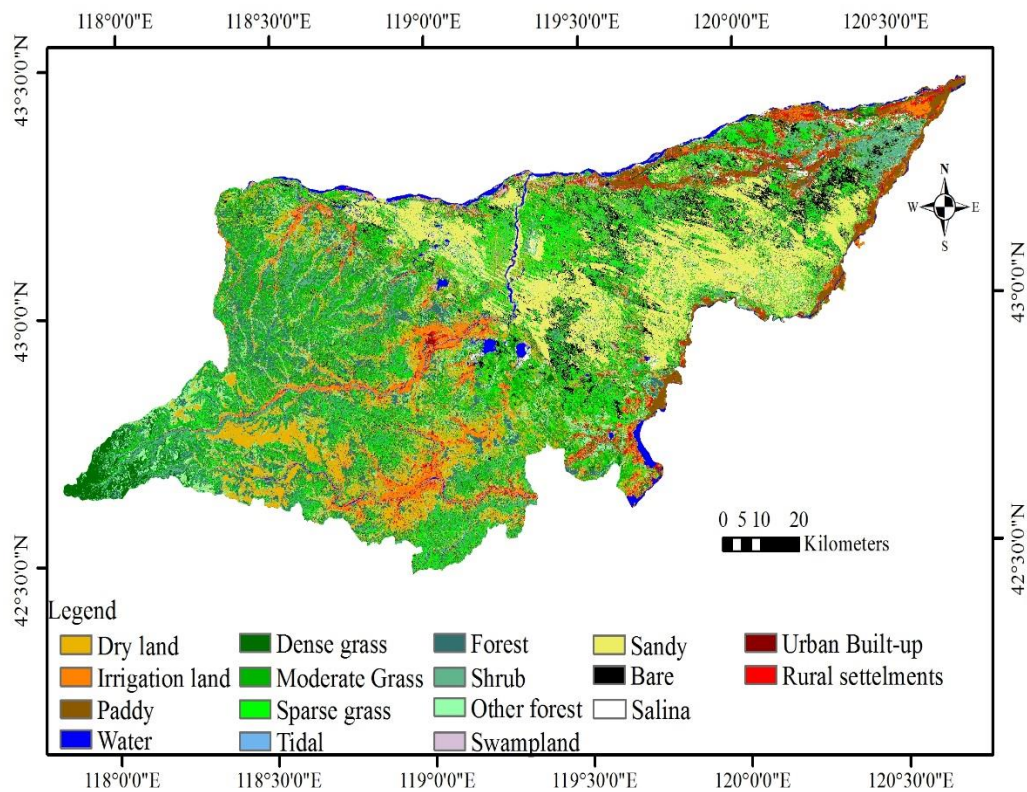 118°0'0"E 118°30'0"E 119°0'0"E 119°30'0"E 120°0'0"E 120°30'0"E
43°30'0"N
43°0'0"N
42°30'0"N
N
W E
S
43°0'0"N
42°30'0"N
0 5 10 20
Kilometers
Legend
Dry land Dense grass Forest Sandy Urban Built-up
Irrigation land Moderate Grass Shrub Bare Rural settelments
Paddy Sparse grass Other forest Salina
Water Tidal Swampland
118°0'0"E 118°30'0"E 119°0'0"E 119°30'0"E 120°0'0"E 120°30'0"E